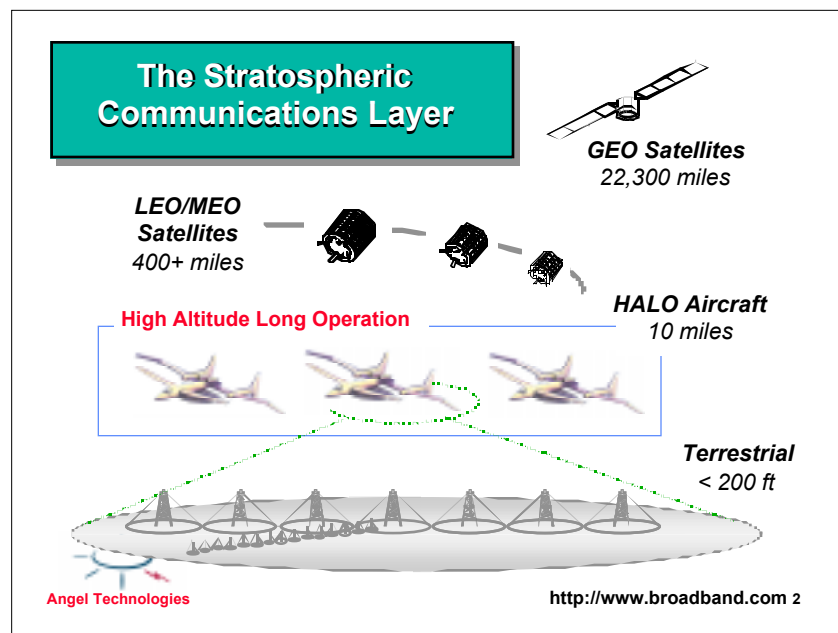 The Stratospheric
Communications Layer
GEO Satellites
22,300 miles
LEO/MEO
Satellites
400+ miles
HALO Aircraft
10 miles
High Altitude Long Operation
Terrestrial
< 200 ft
Angel Technologies
http://www.broadband.com 2